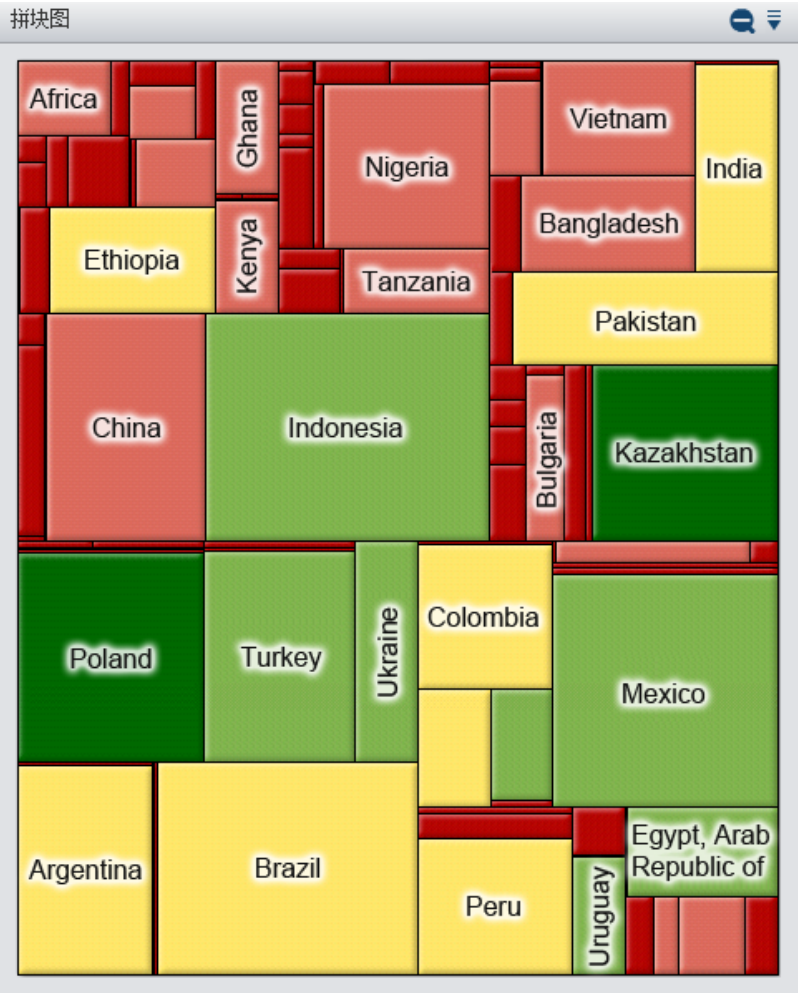 拼块图
Africa
Ghana
Nigeria
Vietnam
India
Bangladesh
Ethiopia
Kenya
Tanzania
Pakistan
China
Indonesia
Bulgaria
Kazakhstan
Poland
Turkey
Ukraine
Colombia
Mexico
Argentina
Brazil
Peru
Uruguay
Egypt, Arab
Republic of